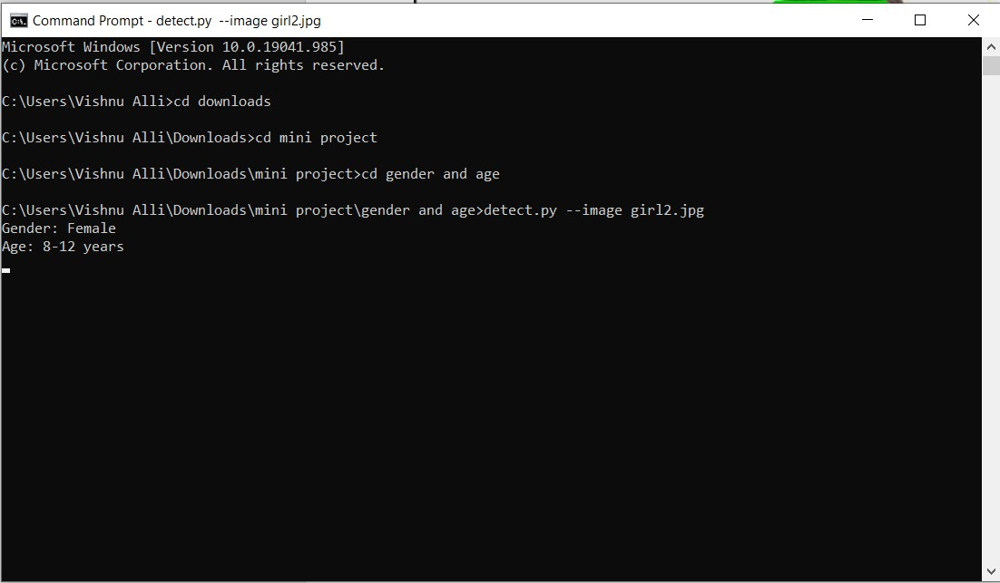 Command Prompt - detect.py  --image girl2.jpg
Microsoft Windows [Version 10.0.19041.985]
(c) Microsoft Corporation. All rights reserved.
C:\Users\Vishnu Alli>cd downloads
C:\Users\Vishnu Alli\Downloads>cd mini project
C:\Users\Vishnu Alli\Downloads\mini project>cd gender and age
C:\Users\Vishnu Alli\Downloads\mini project\gender and age>detect.py --image girl2.jpg
Gender: Female
Age: 8-12 years